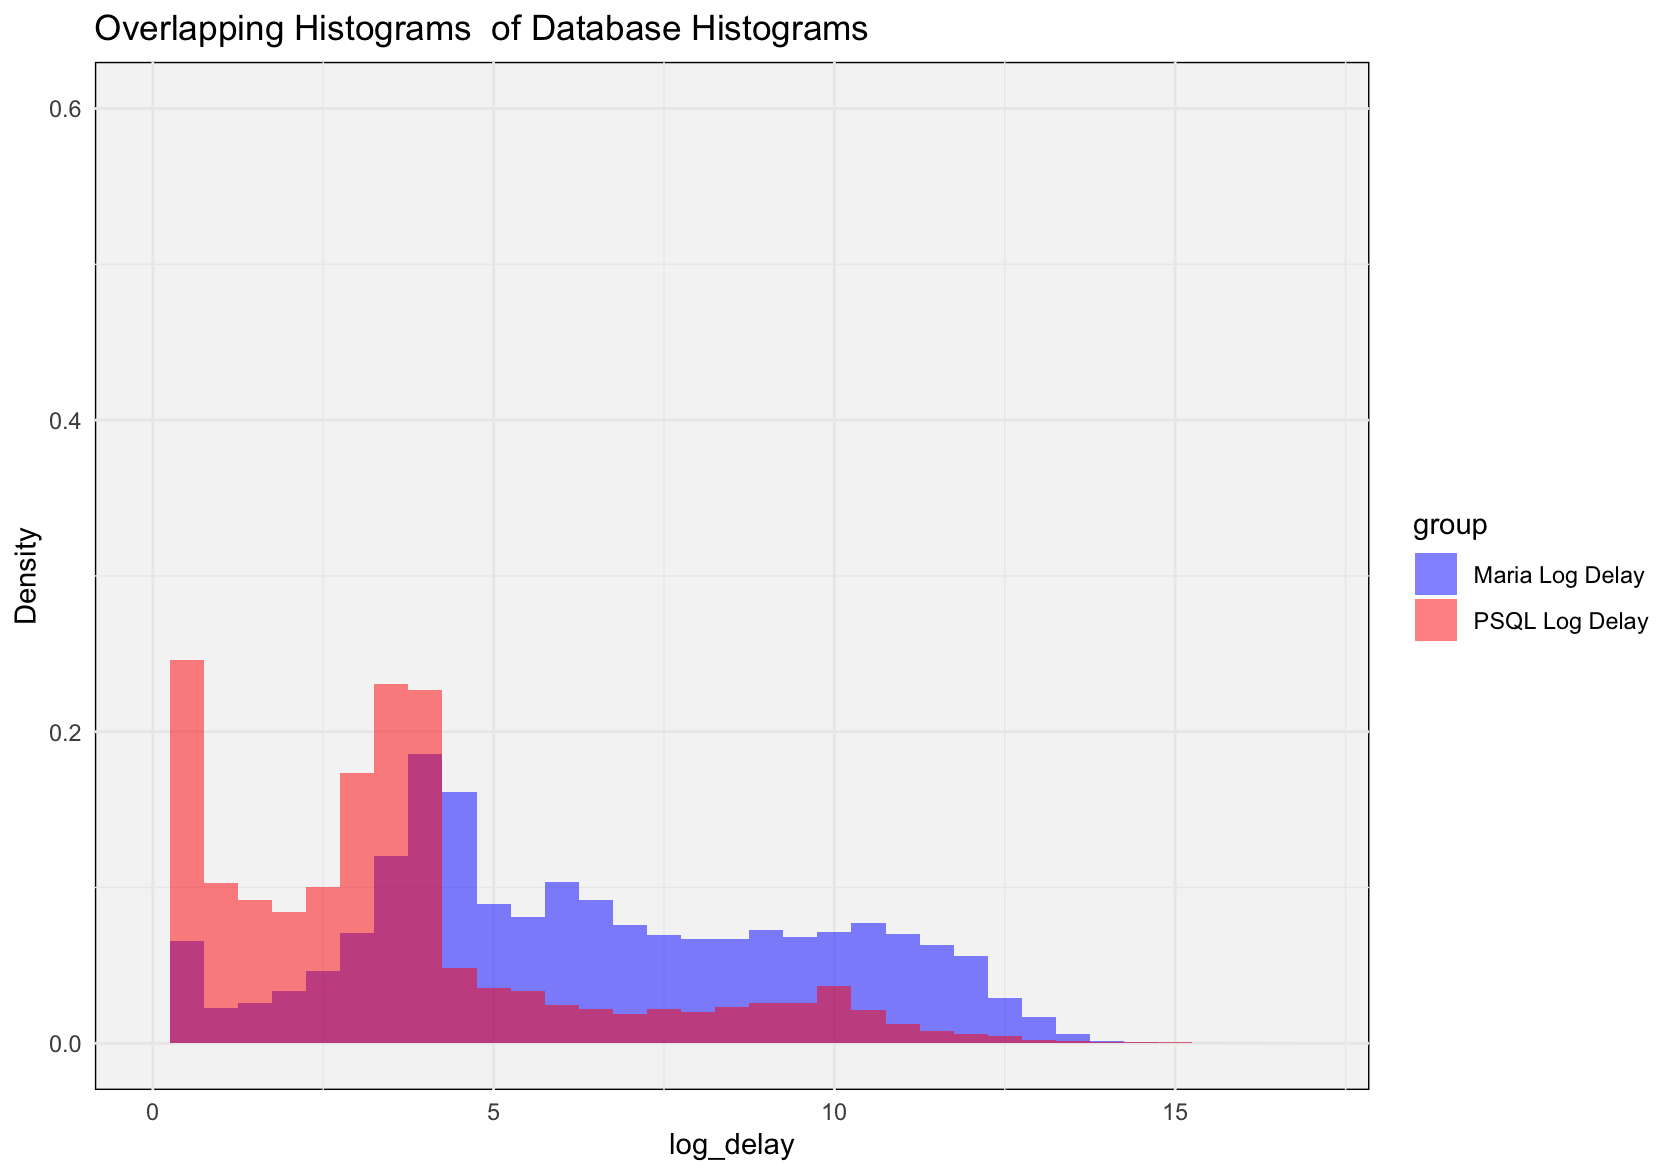 Overlapping Histograms  of Database Histograms
0.6
0.4
0.2
0.0
Density
0 5 10 15
log_delay
group
Maria Log Delay
PSQL Log Delay